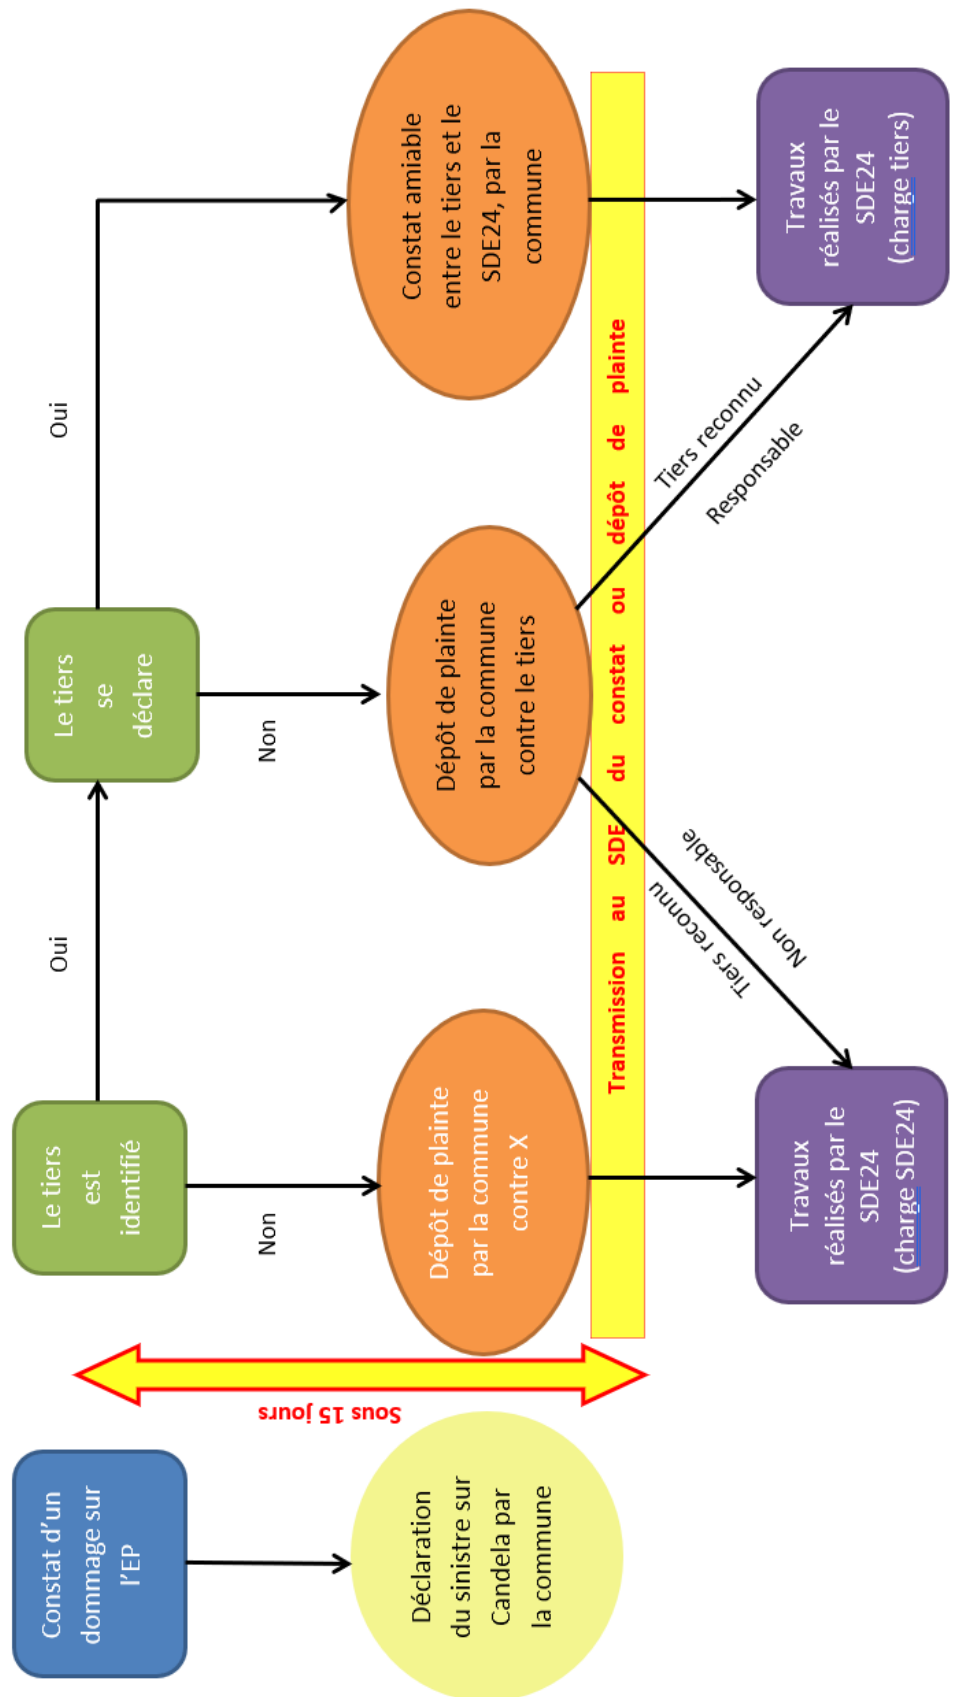 Constat d'un
dommage sur
l'EP
Déclaration
du sinistre sur
Candela par
la commune
Sous 15 jours
Le tiers
est
identifié
Oui
Non
Le tiers
se
déclare
Oui
Non
Dépôt de plainte
par la commune
contre X
Dépôt de plainte
par la commune
contre le tiers
Constat amiable
entre le tiers et le
SDE24, par la
commune
Transmission au SDE du constat ou dépôt de plainte
Tiers reconnu
Non responsable
Tiers reconnu
Responsable
Travaux
réalisés par le
SDE24
(charge SDE24)
Travaux
réalisés par le
SDE24
(charge tiers)